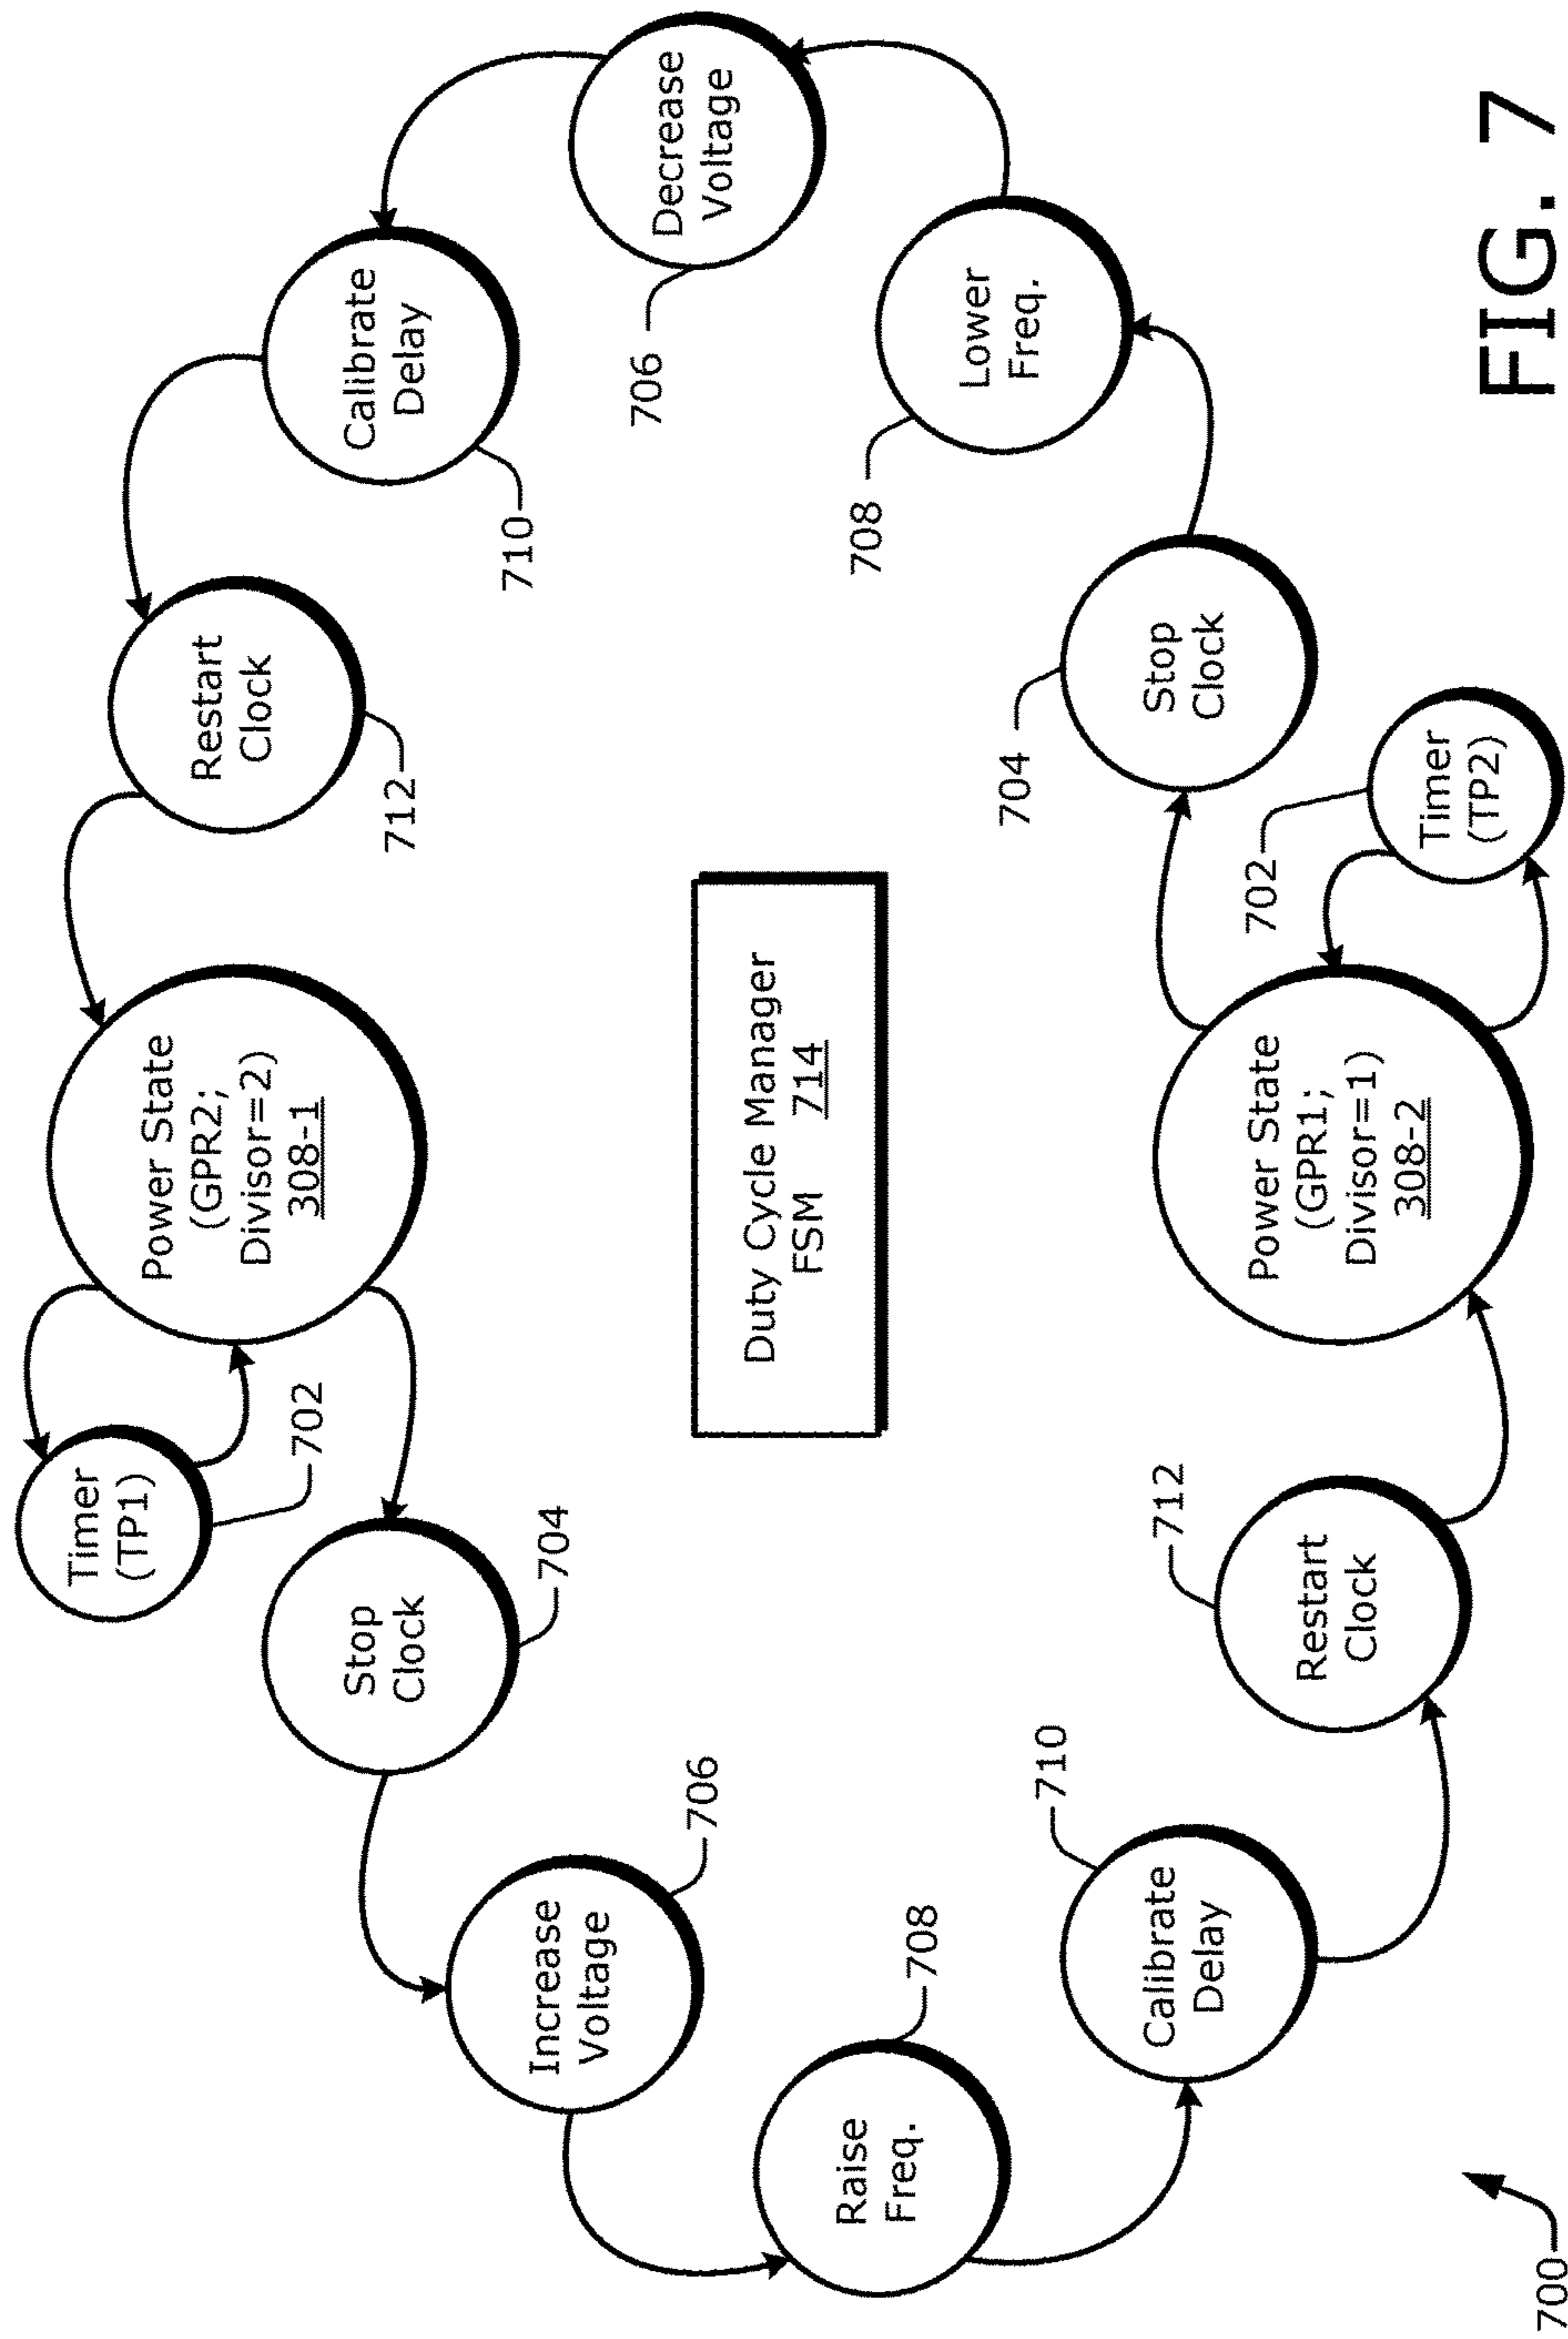 Timer
(TP1)
702
Power State
(GPR2;
Divisor=2)
308-1
Restart
Clock
712
Calibrate
Delay
710
Decrease
Voltage
706
Lower
Freq.
708
Stop
Clock
704
Timer
(TP2)
702
Power State
(GPR1;
Divisor=1)
308-2
Restart
Clock
712
Calibrate
Delay
710
Raise
Freq.
708
Increase
Voltage
706
Stop
Clock
704
Duty Cycle Manager
FSM 714
700
FIG. 7